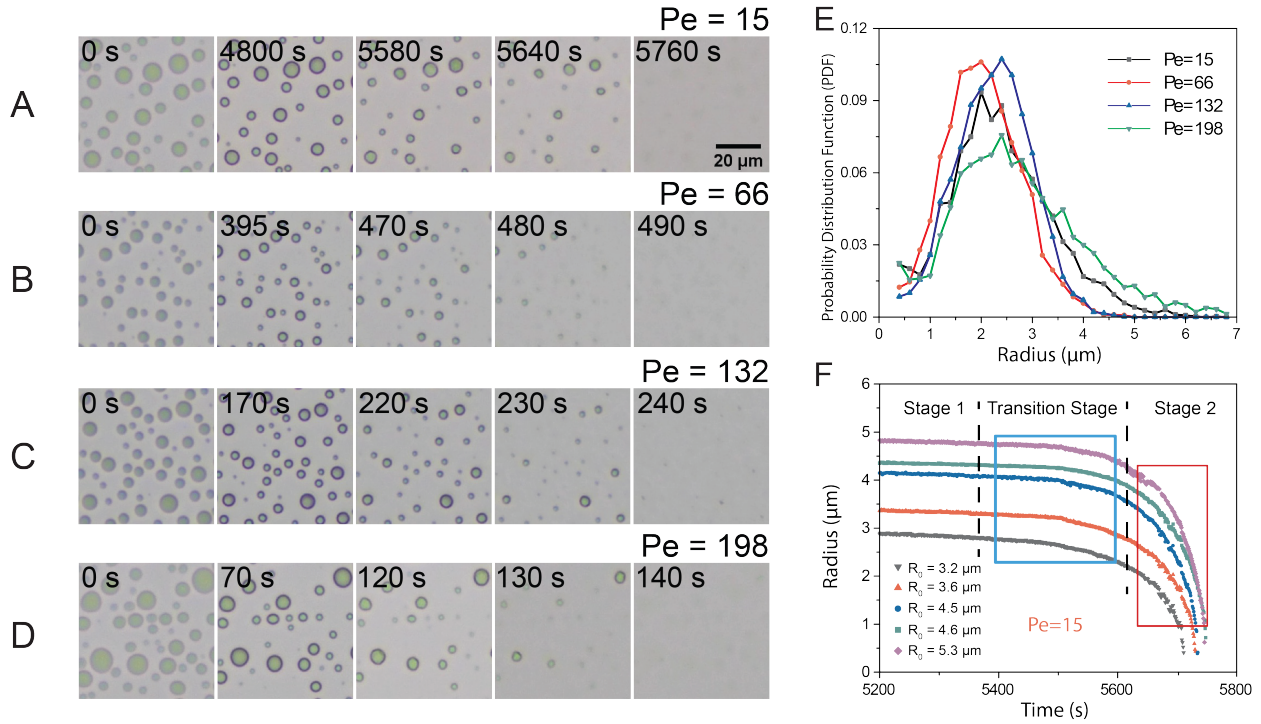 Pe = 15
A
0 s
4800 s
5580 s
5640 s
5760 s
20 μm
Pe = 66
B
0 s
395 s
470 s
480 s
490 s
Pe = 132
C
0 s
170 s
220 s
230 s
240 s
Pe = 198
D
0 s
70 s
120 s
130 s
140 s
E
Probability Distribution Function (PDF)
0.12
0.09
0.06
0.03
0.00
Pe=15
Pe=66
Pe=132
Pe=198
0 1 2 3 4 5 6 7
Radius (μm)
F
Radius (μm)
6
5
4
3
2
1
0
Stage 1
Transition Stage
Stage 2
R0 = 3.2 μm
R0 = 3.6 μm
R0 = 4.5 μm
R0 = 4.6 μm
R0 = 5.3 μm
Pe=15
5200 5400 5600 5800
Time (s)